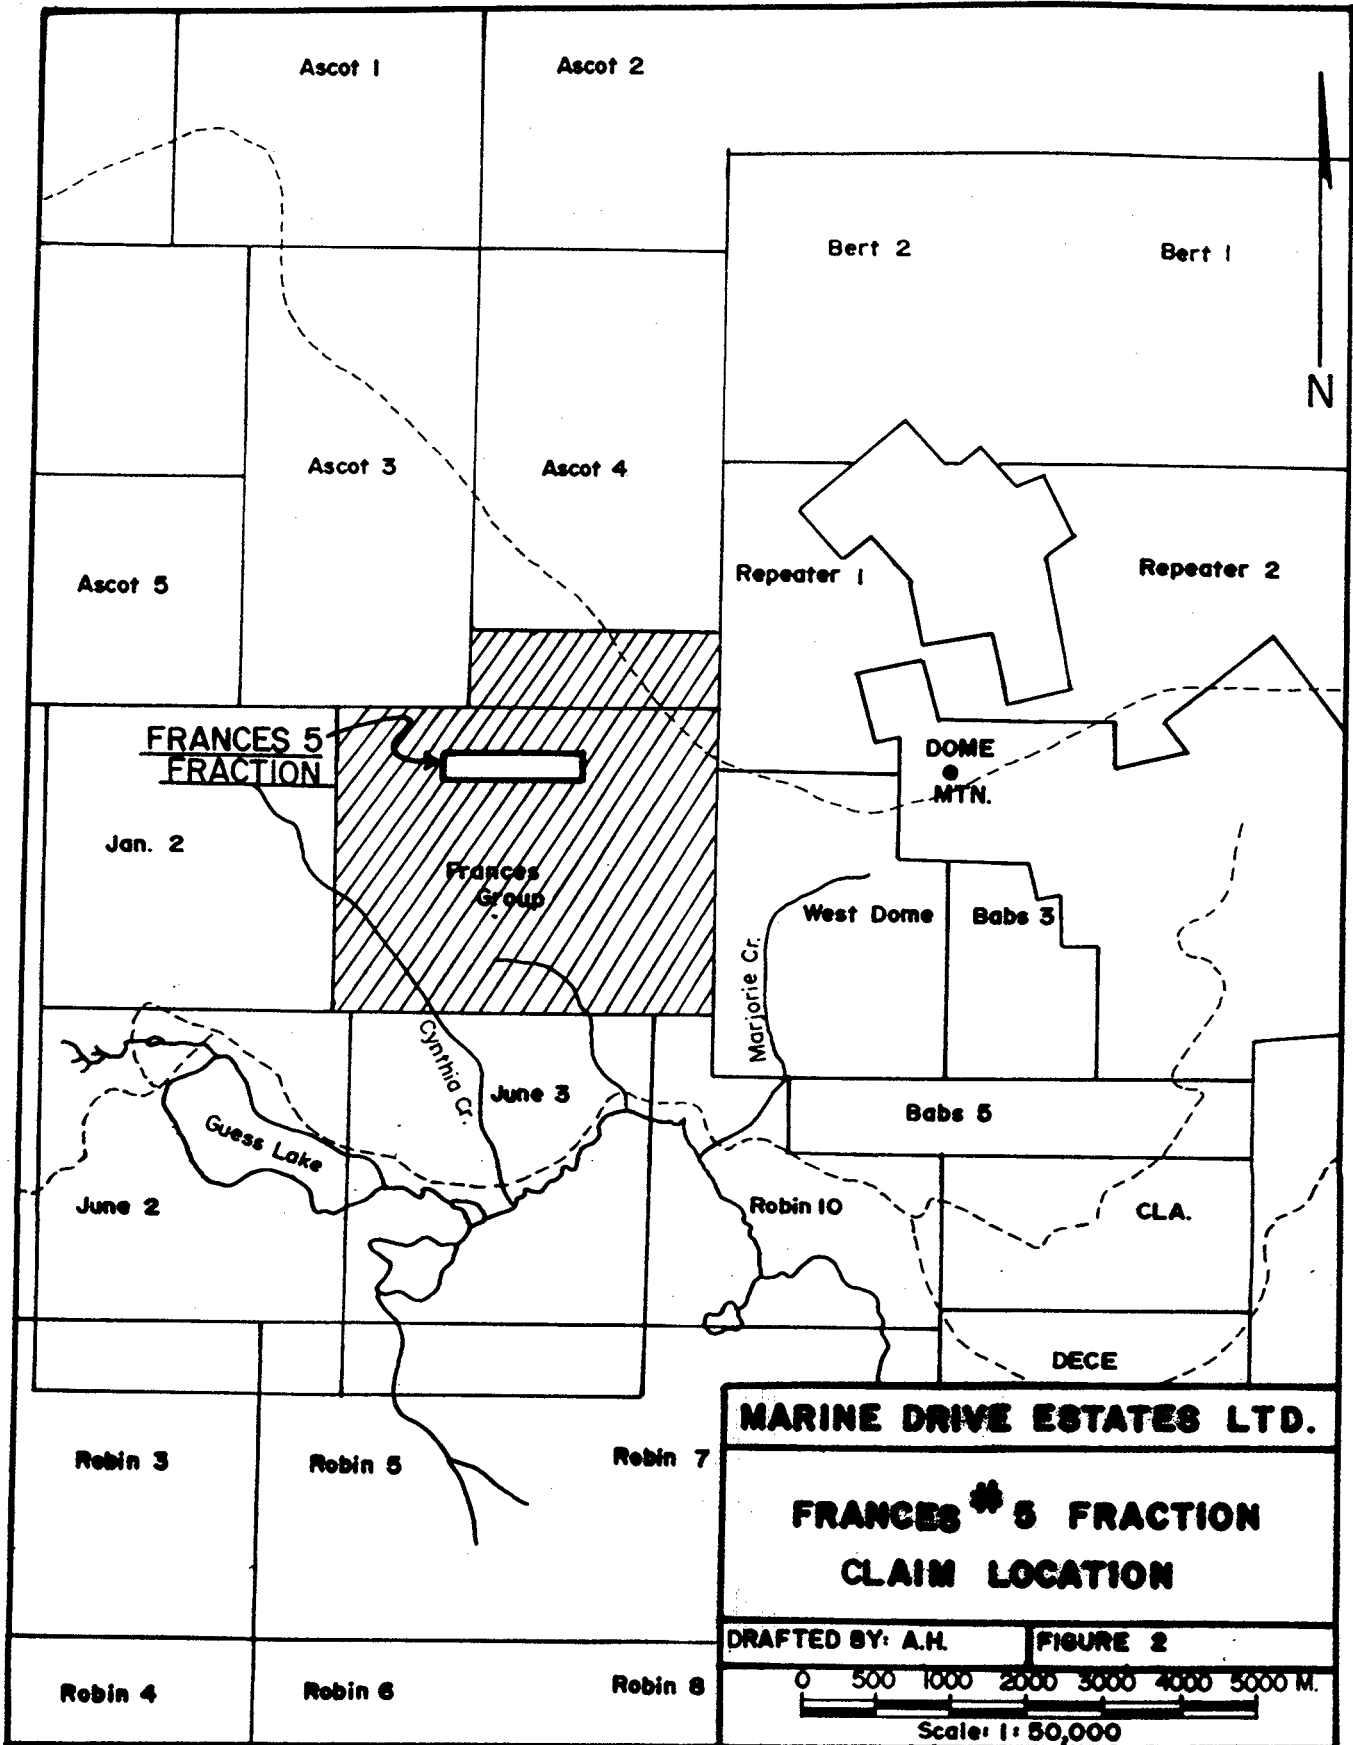 Ascot 1
Ascot 2
Bert 2
Bert 1
N
Ascot 3
Ascot 4
Ascot 5
Repeater 1
Repeater 2
FRANCES 5
FRACTION
DOME
MTN.
Jan. 2
Frances
Group
West Dome
Babs 3
Marjorie Cr.
Cynthia Cr.
June 3
Babs 5
Guess Lake
June 2
Robin 10
CLA.
DECE
Robin 3
Robin 5
Robin 7
Robin 4
Robin 6
Robin 8
MARINE DRIVE ESTATES LTD.
FRANCES # 5 FRACTION
CLAIM LOCATION
DRAFTED BY: A.H.
FIGURE 2
0 500 1000 2000 3000 4000 5000 M.
Scale: 1: 50,000